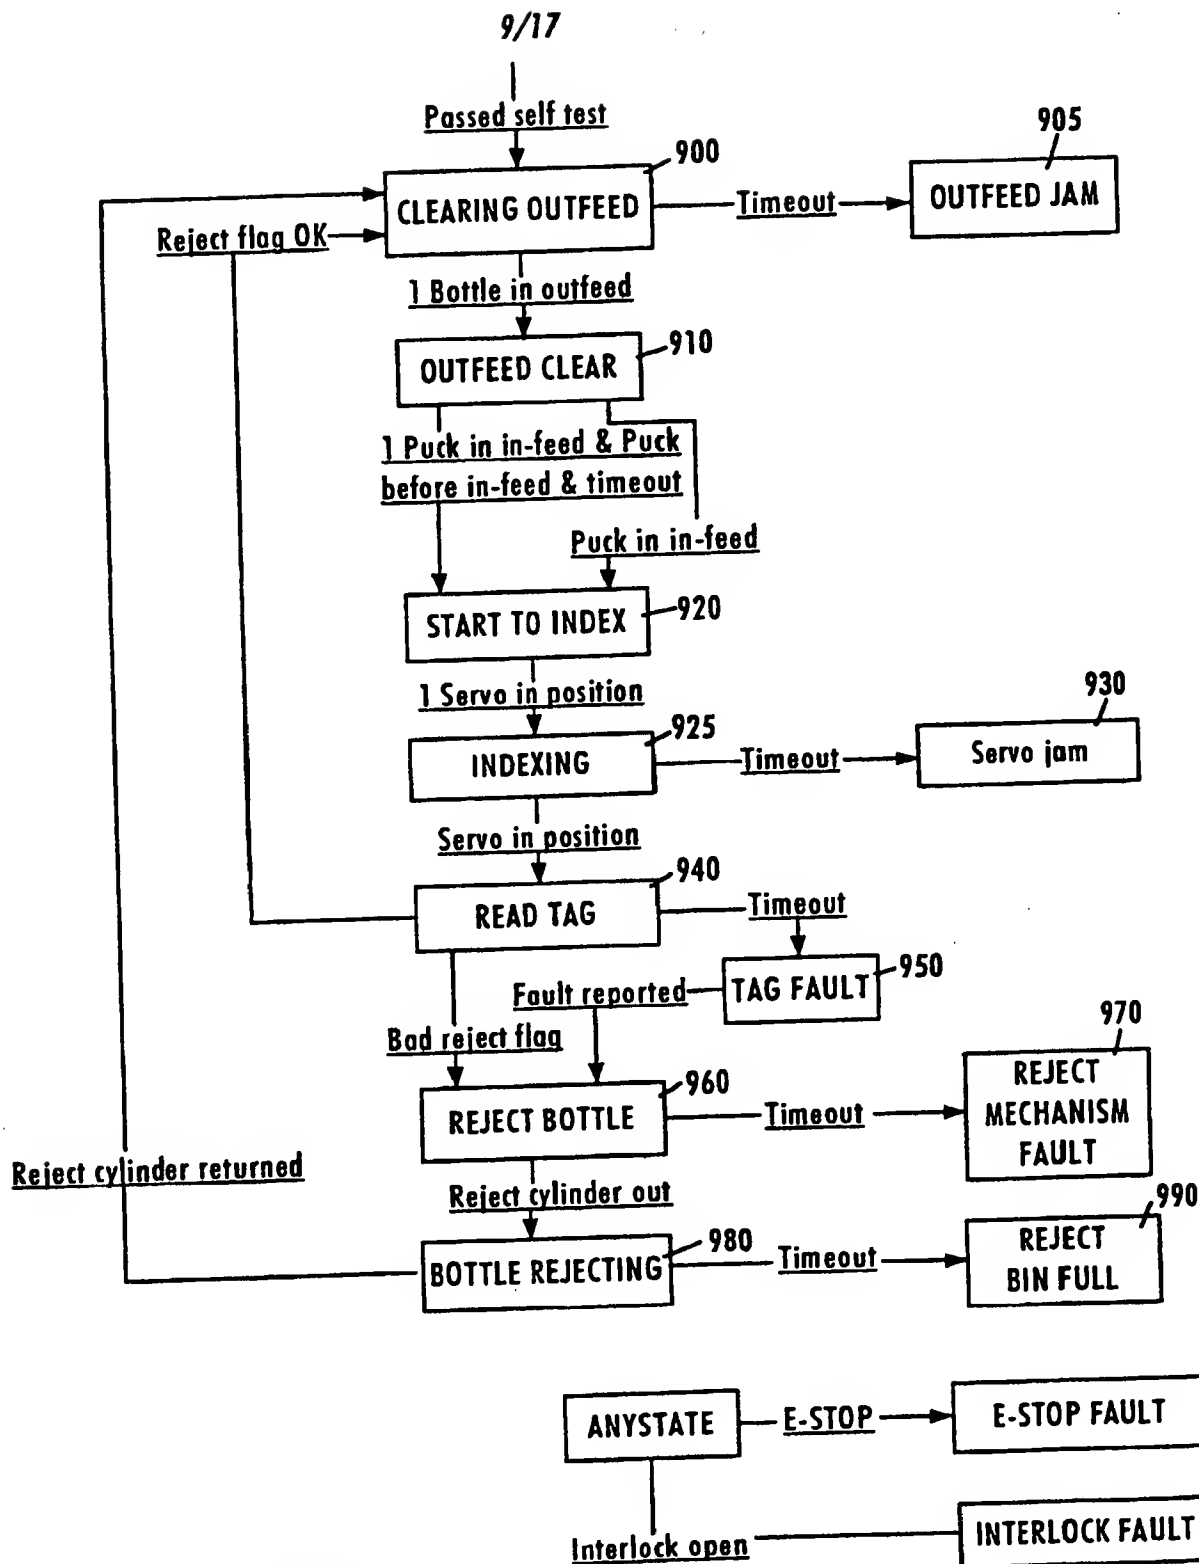 9/17
Passed self test
900
905
CLEARING OUTFEED
Timeout
OUTFEED JAM
Reject flag OK
1 Bottle in outfeed
910
OUTFEED CLEAR
1 Puck in in-feed & Puck
before in-feed & timeout
Puck in in-feed
920
START TO INDEX
1 Servo in position
925
930
INDEXING
Timeout
Servo jam
Servo in position
940
READ TAG
Timeout
950
TAG FAULT
Fault reported
Bad reject flag
970
960
REJECT BOTTLE
Timeout
REJECT
MECHANISM
FAULT
Reject cylinder returned
Reject cylinder out
990
980
BOTTLE REJECTING
Timeout
REJECT
BIN FULL
ANYSTATE
E-STOP
E-STOP FAULT
Interlock open
INTERLOCK FAULT